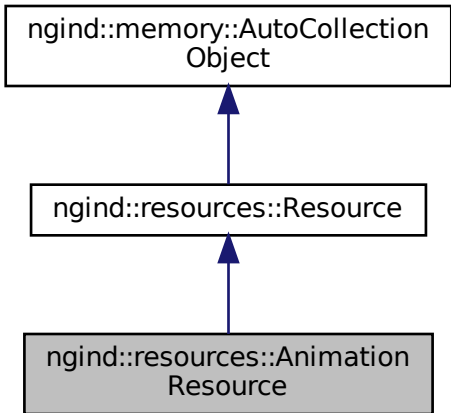 ngind::memory::AutoCollection
Object
ngind::resources::Resource
ngind::resources::Animation
Resource